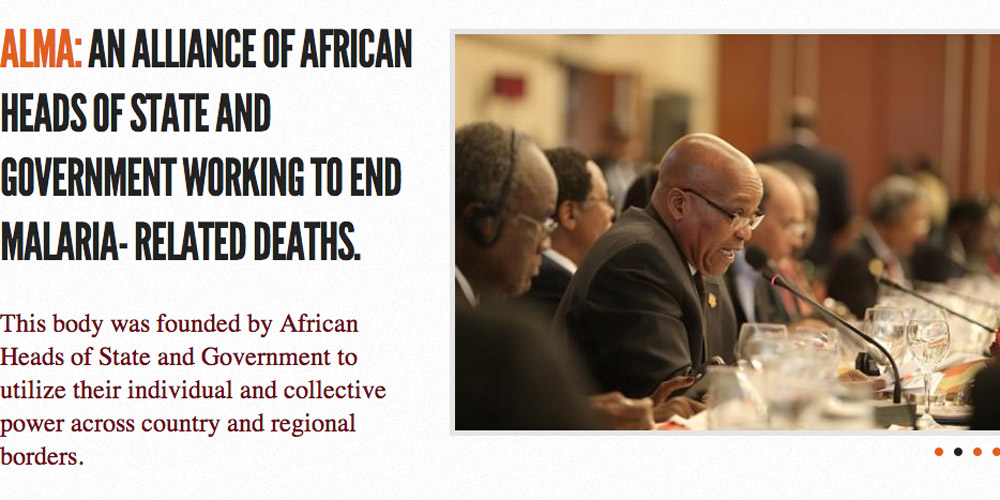 ALMA: AN ALLIANCE OF AFRICAN
HEADS OF STATE AND
GOVERNMENT WORKING TO END
MALARIA- RELATED DEATHS.
This body was founded by African
Heads of State and Government to
utilize their individual and collective
power across country and regional
borders.